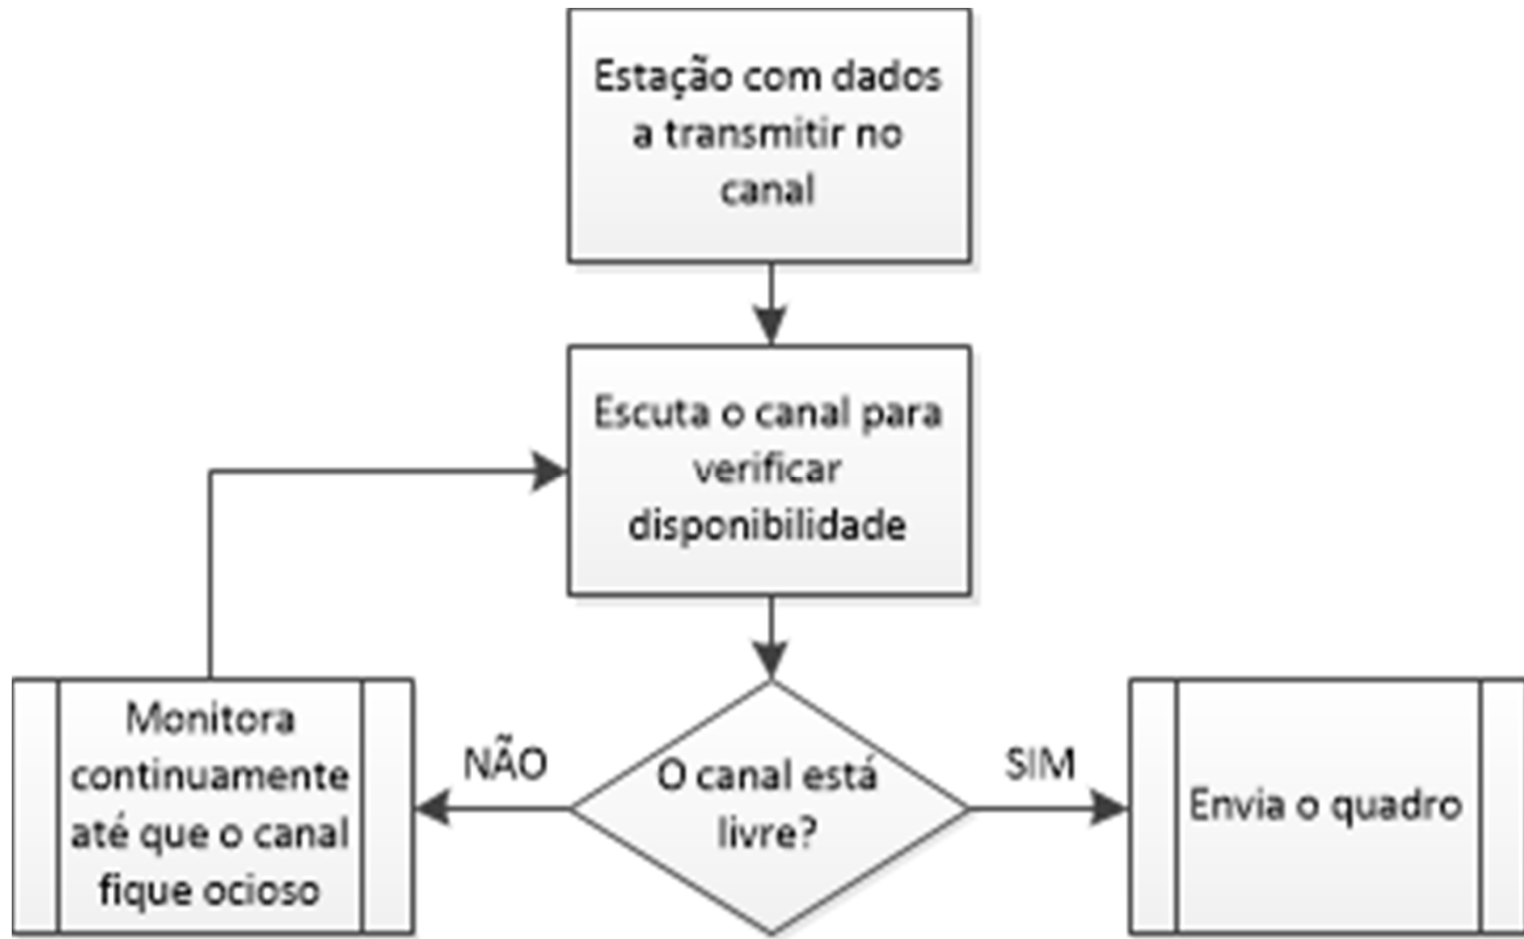 Estação com dados
a transmitir no
canal
Escuta o canal para
verificar
disponibilidade
Monitora
continuamente
até que o canal
fique ocioso
NÃO
O canal está
livre?
SIM
Envia o quadro